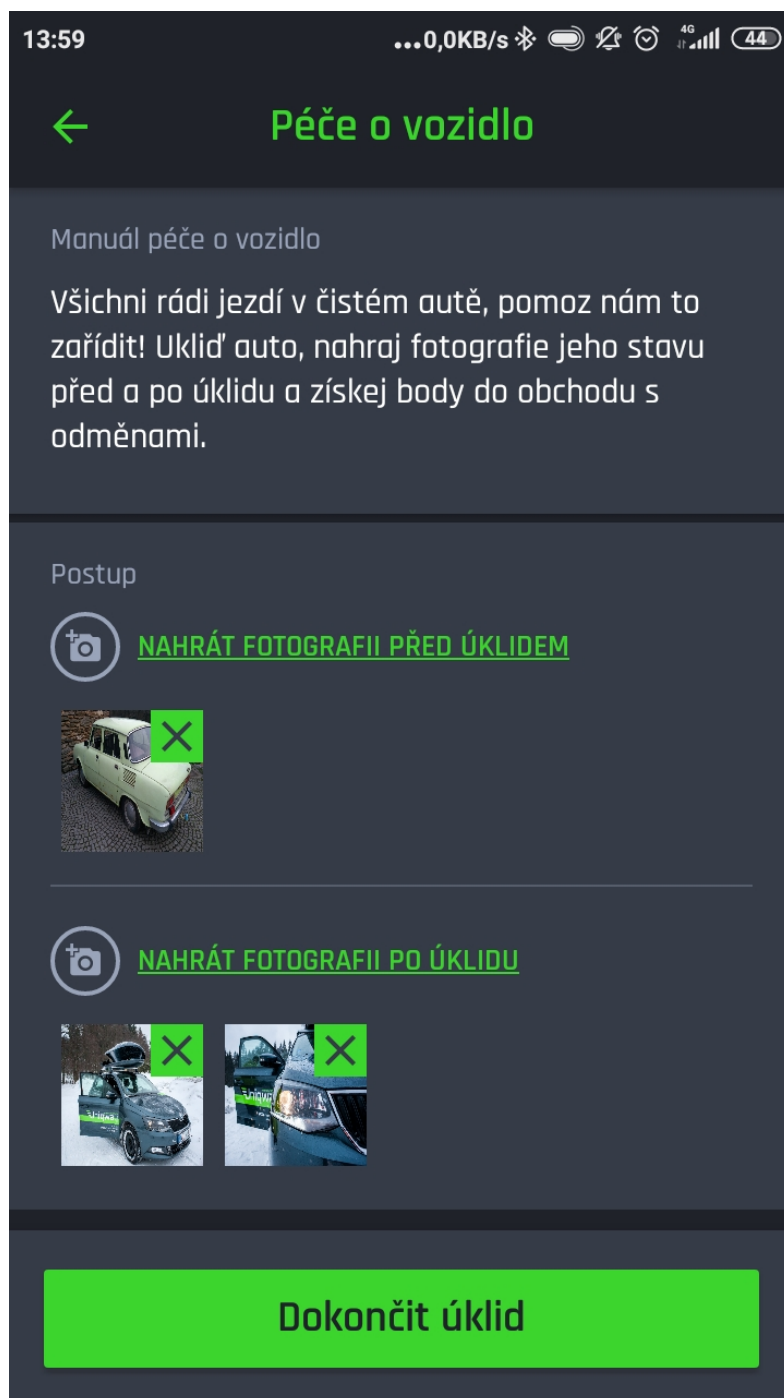 13:59 ...0,0KB/s 4G 44
Péče o vozidlo
Manuál péče o vozidlo
Všichni rádi jezdí v čistém autě, pomoz nám to
zařídit! Ukliď auto, nahraj fotografie jeho stavu
před a po úklidu a získej body do obchodu s
odměnami.
Postup
NAHRÁT FOTOGRAFII PŘED ÚKLIDEM
NAHRÁT FOTOGRAFII PO ÚKLIDU
Dokončit úklid